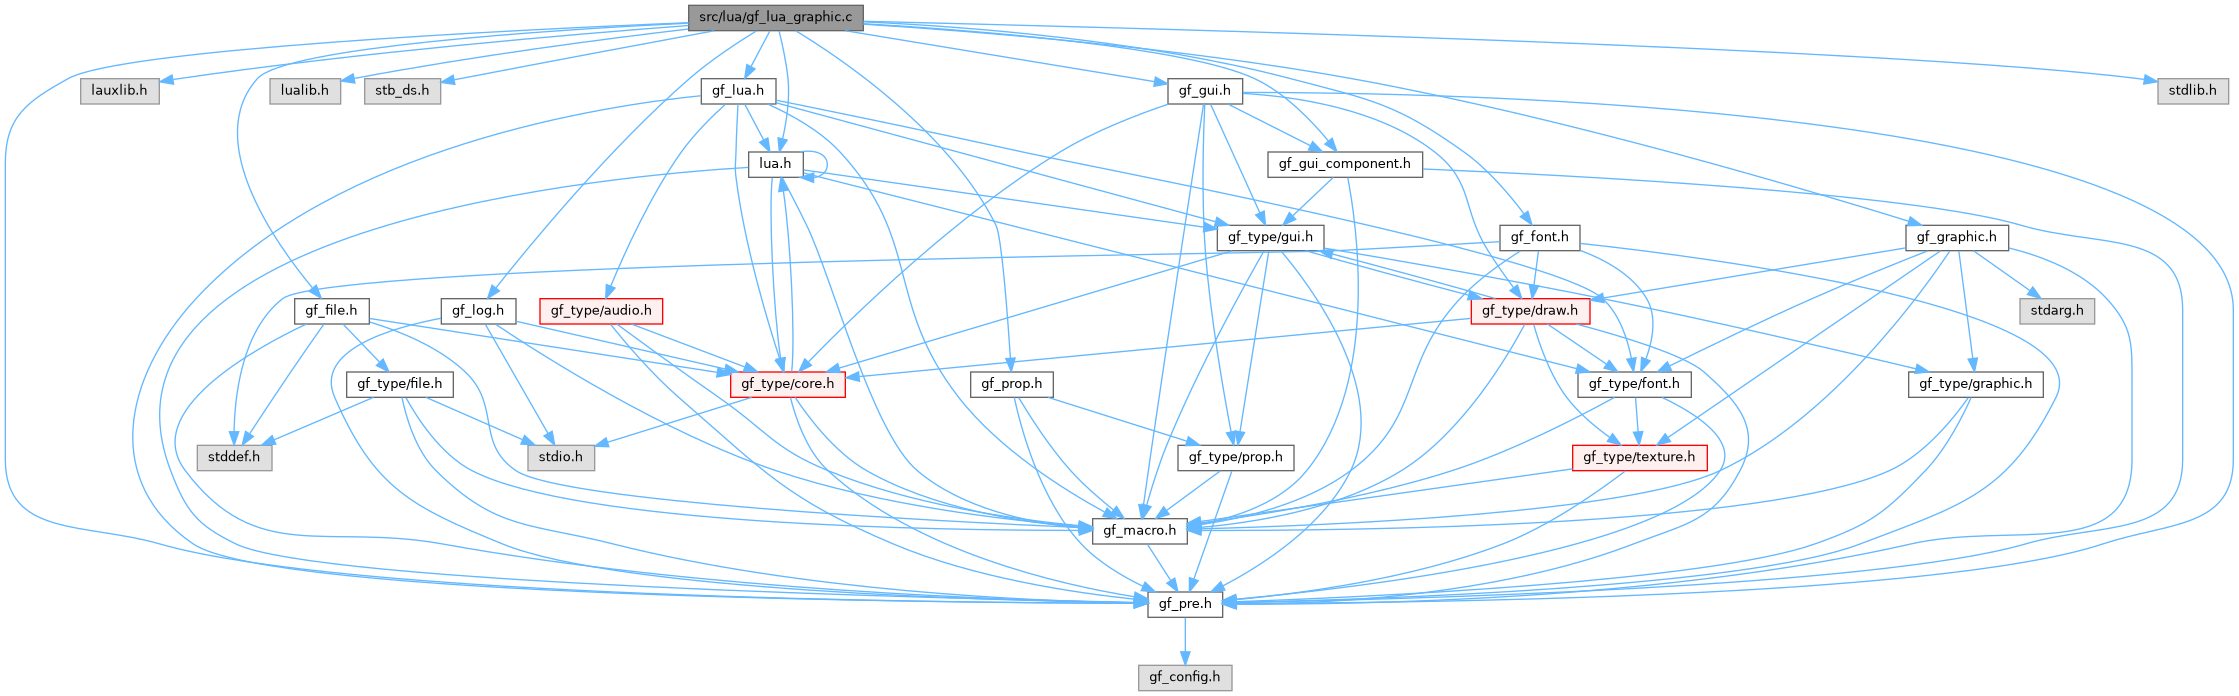 src/lua/gf_lua_graphic.c
lauxlib.h
lualib.h
stb_ds.h
gf_lua.h
gf_gui.h
stdlib.h
lua.h
gf_gui_component.h
gf_type/gui.h
gf_font.h
gf_graphic.h
gf_file.h
gf_log.h
gf_type/audio.h
gf_type/draw.h
stdarg.h
gf_type/file.h
gf_type/core.h
gf_prop.h
gf_type/font.h
gf_type/graphic.h
stddef.h
stdio.h
gf_type/prop.h
gf_type/texture.h
gf_macro.h
gf_pre.h
gf_config.h